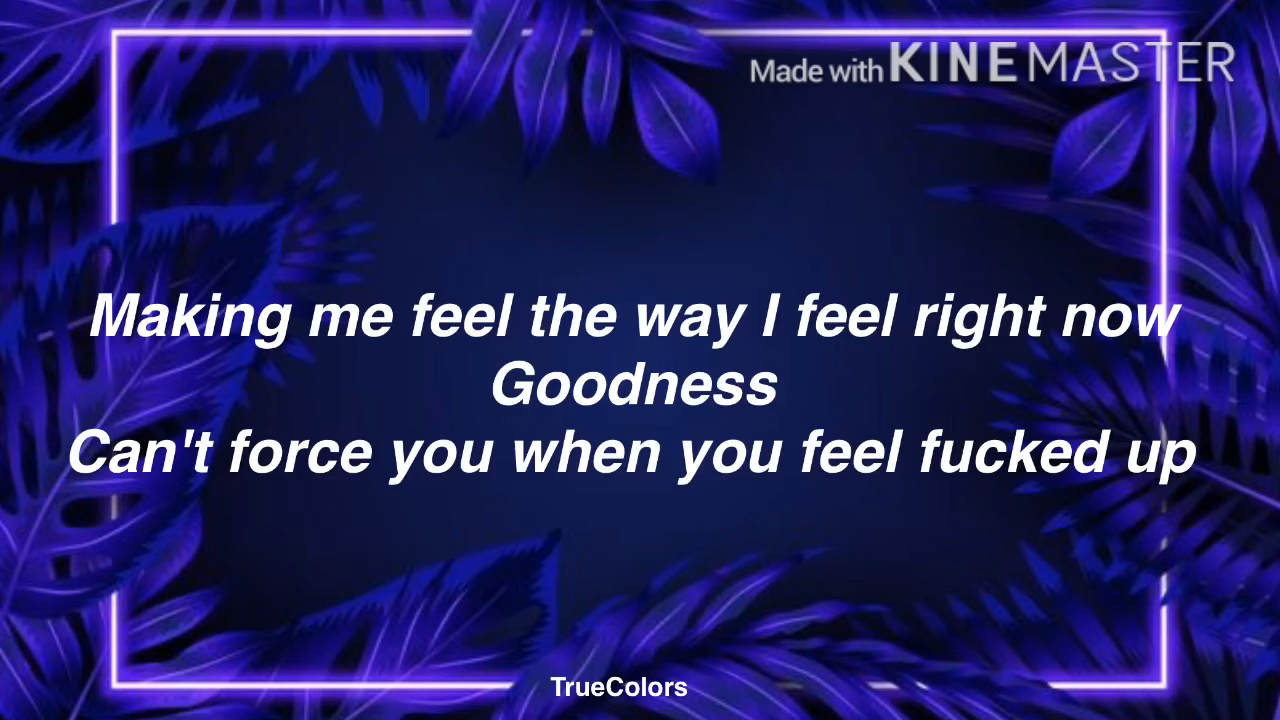 Made with KINEMASTER
Making me feel the way I feel right now
Goodness
Can't force you when you feel fucked up
TrueColors